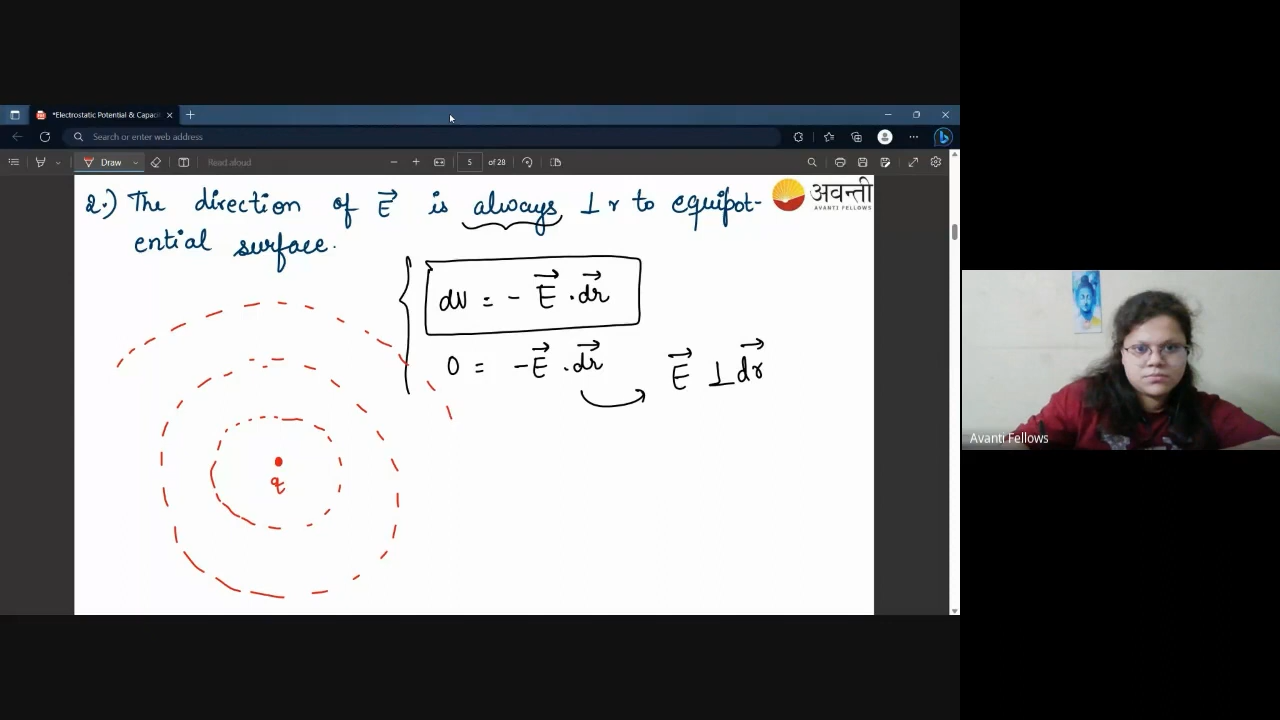 *Electrostatic Potential & Capaci
Search or enter web address
Draw
Read aloud
5 of 28
2.) The direction of E⃗ is always ⊥r to equipot-
ential surface.
अवन्ती
AVANTI FELLOWS
dV = - E⃗ . dr⃗
0 = - E⃗ . dr⃗
E⃗ ⊥ dr⃗
q
Avanti Fellows